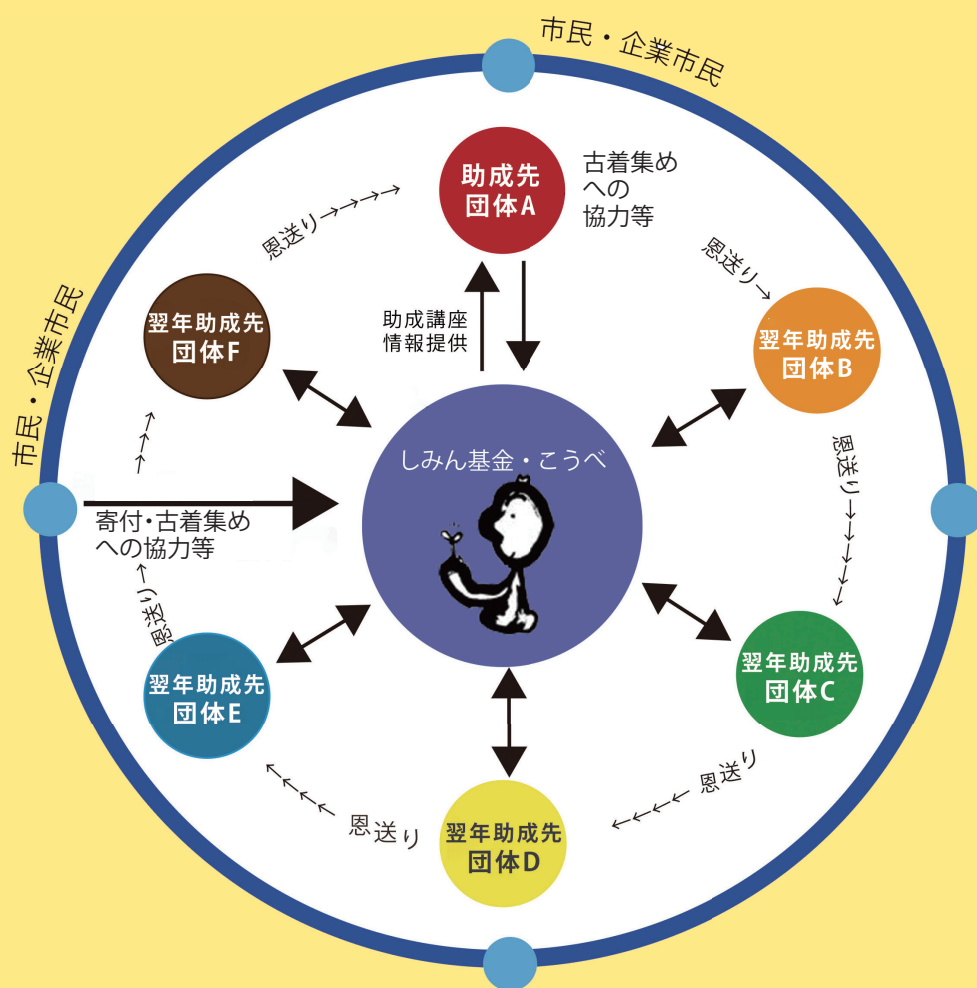 市民・企業市民
助成先
団体A
古着集め
への
協力等
恩送り→→→→
恩送り→
市民・企業市民
翌年助成先
団体F
助成講座
情報提供
翌年助成先
団体B
しみん基金・こうべ
→→→
恩送り→→→→→→
寄付・古着集め
への協力等
恩送り→
翌年助成先
団体E
翌年助成先
団体C
恩送り
←←←←←
恩送り
←←←←←
翌年助成先
団体D